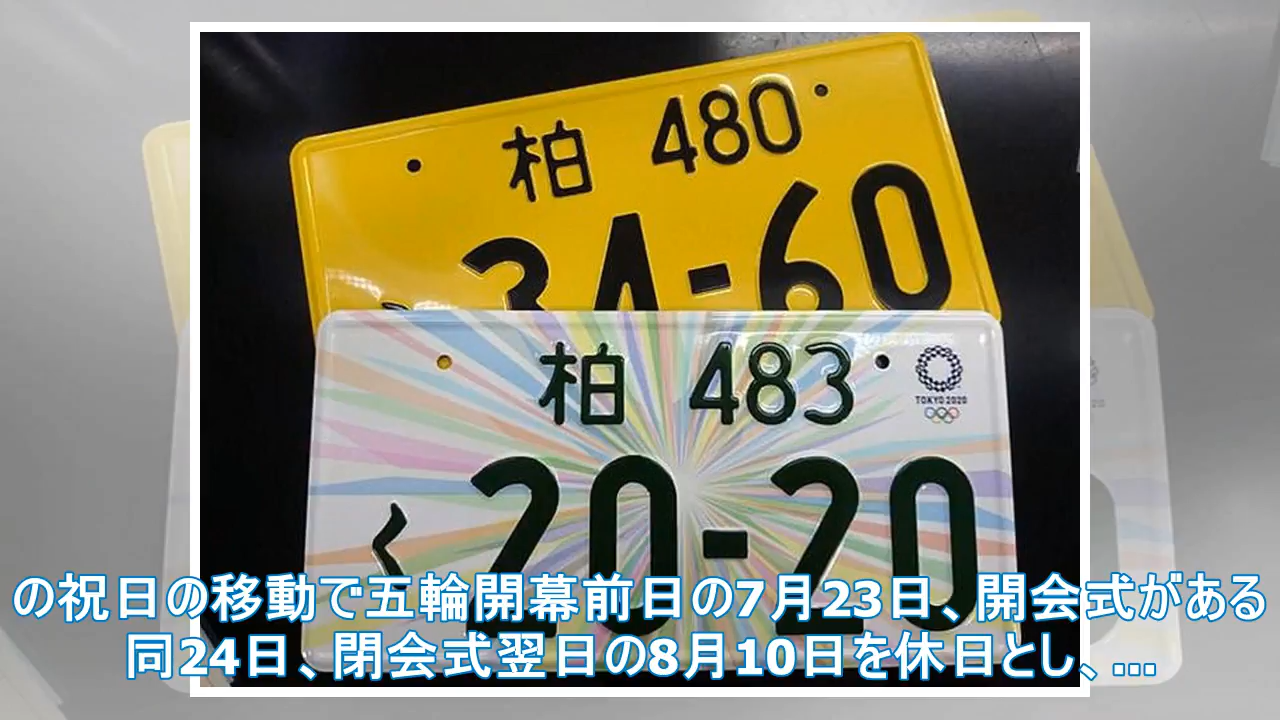 柏 480
34-60
柏 483
TOKYO 2020
く 20-20
の祝日の移動で五輪開幕前日の7月23日、開会式がある
同24日、閉会式翌日の8月10日を休日とし、...